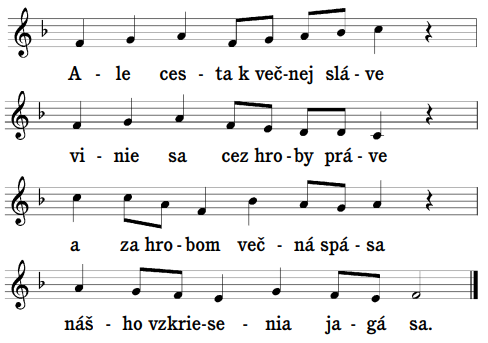 A - le ces - ta k več - nej slá - ve
vi - nie sa cez hro - by prá - ve
a za hro - bom več - ná spá - sa
náš - ho vzkrie - se - nia ja - gá sa.